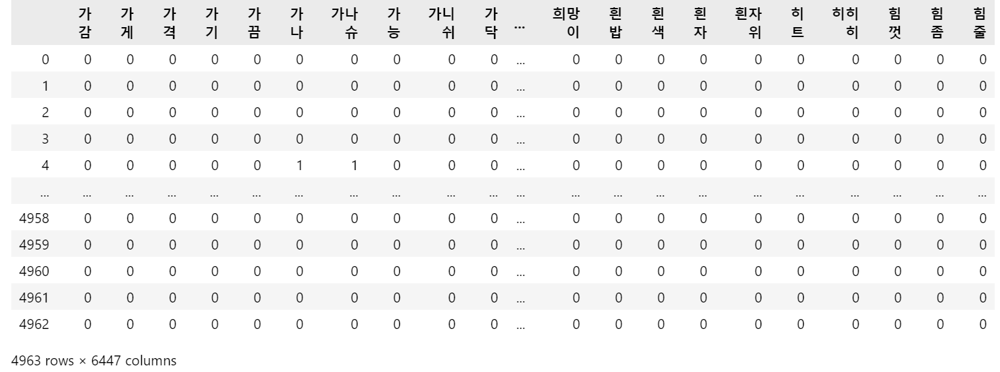 가감 가게 가격 가기 가끔 가나 가나슈 가능 가니쉬 가닥 ... 희망이 흰밥 흰색 흰자 흰자위 히트 히히히 힘껏 힘좀 힘줄
0 0 0 0 0 0 0 0 0 0 0 ... 0 0 0 0 0 0 0 0 0 0
1 0 0 0 0 0 0 0 0 0 0 ... 0 0 0 0 0 0 0 0 0 0
2 0 0 0 0 0 0 0 0 0 0 ... 0 0 0 0 0 0 0 0 0 0
3 0 0 0 0 0 0 0 0 0 0 ... 0 0 0 0 0 0 0 0 0 0
4 0 0 0 0 0 1 1 0 0 0 ... 0 0 0 0 0 0 0 0 0 0
... ... ... ... ... ... ... ... ... ... ... ... ... ... ... ... ... ... ... ... ... ...
4958 0 0 0 0 0 0 0 0 0 0 ... 0 0 0 0 0 0 0 0 0 0
4959 0 0 0 0 0 0 0 0 0 0 ... 0 0 0 0 0 0 0 0 0 0
4960 0 0 0 0 0 0 0 0 0 0 ... 0 0 0 0 0 0 0 0 0 0
4961 0 0 0 0 0 0 0 0 0 0 ... 0 0 0 0 0 0 0 0 0 0
4962 0 0 0 0 0 0 0 0 0 0 ... 0 0 0 0 0 0 0 0 0 0
4963 rows × 6447 columns